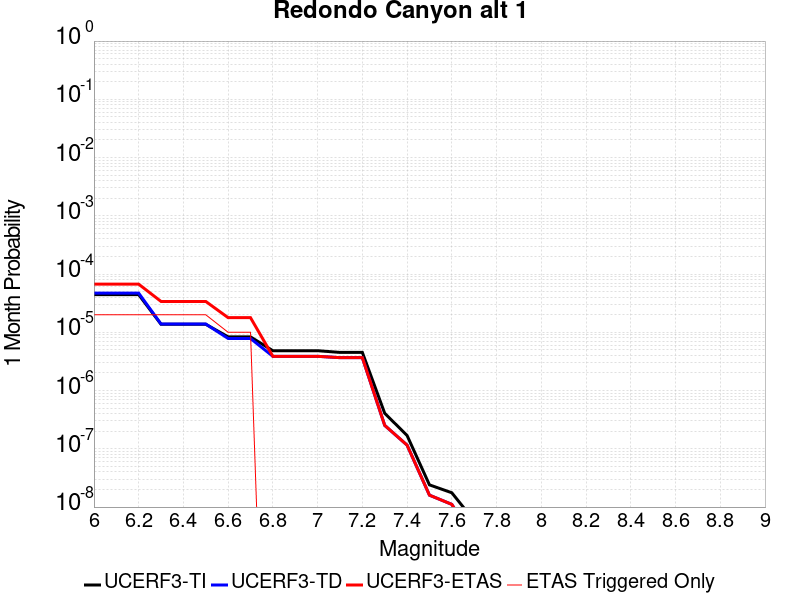 Redondo Canyon alt 1
10^0
10^-1
10^-2
10^-3
10^-4
10^-5
10^-6
10^-7
10^-8
1 Month Probability
6 6.2 6.4 6.6 6.8 7 7.2 7.4 7.6 7.8 8 8.2 8.4 8.6 8.8 9
Magnitude
UCERF3-TI UCERF3-TD UCERF3-ETAS ETAS Triggered Only